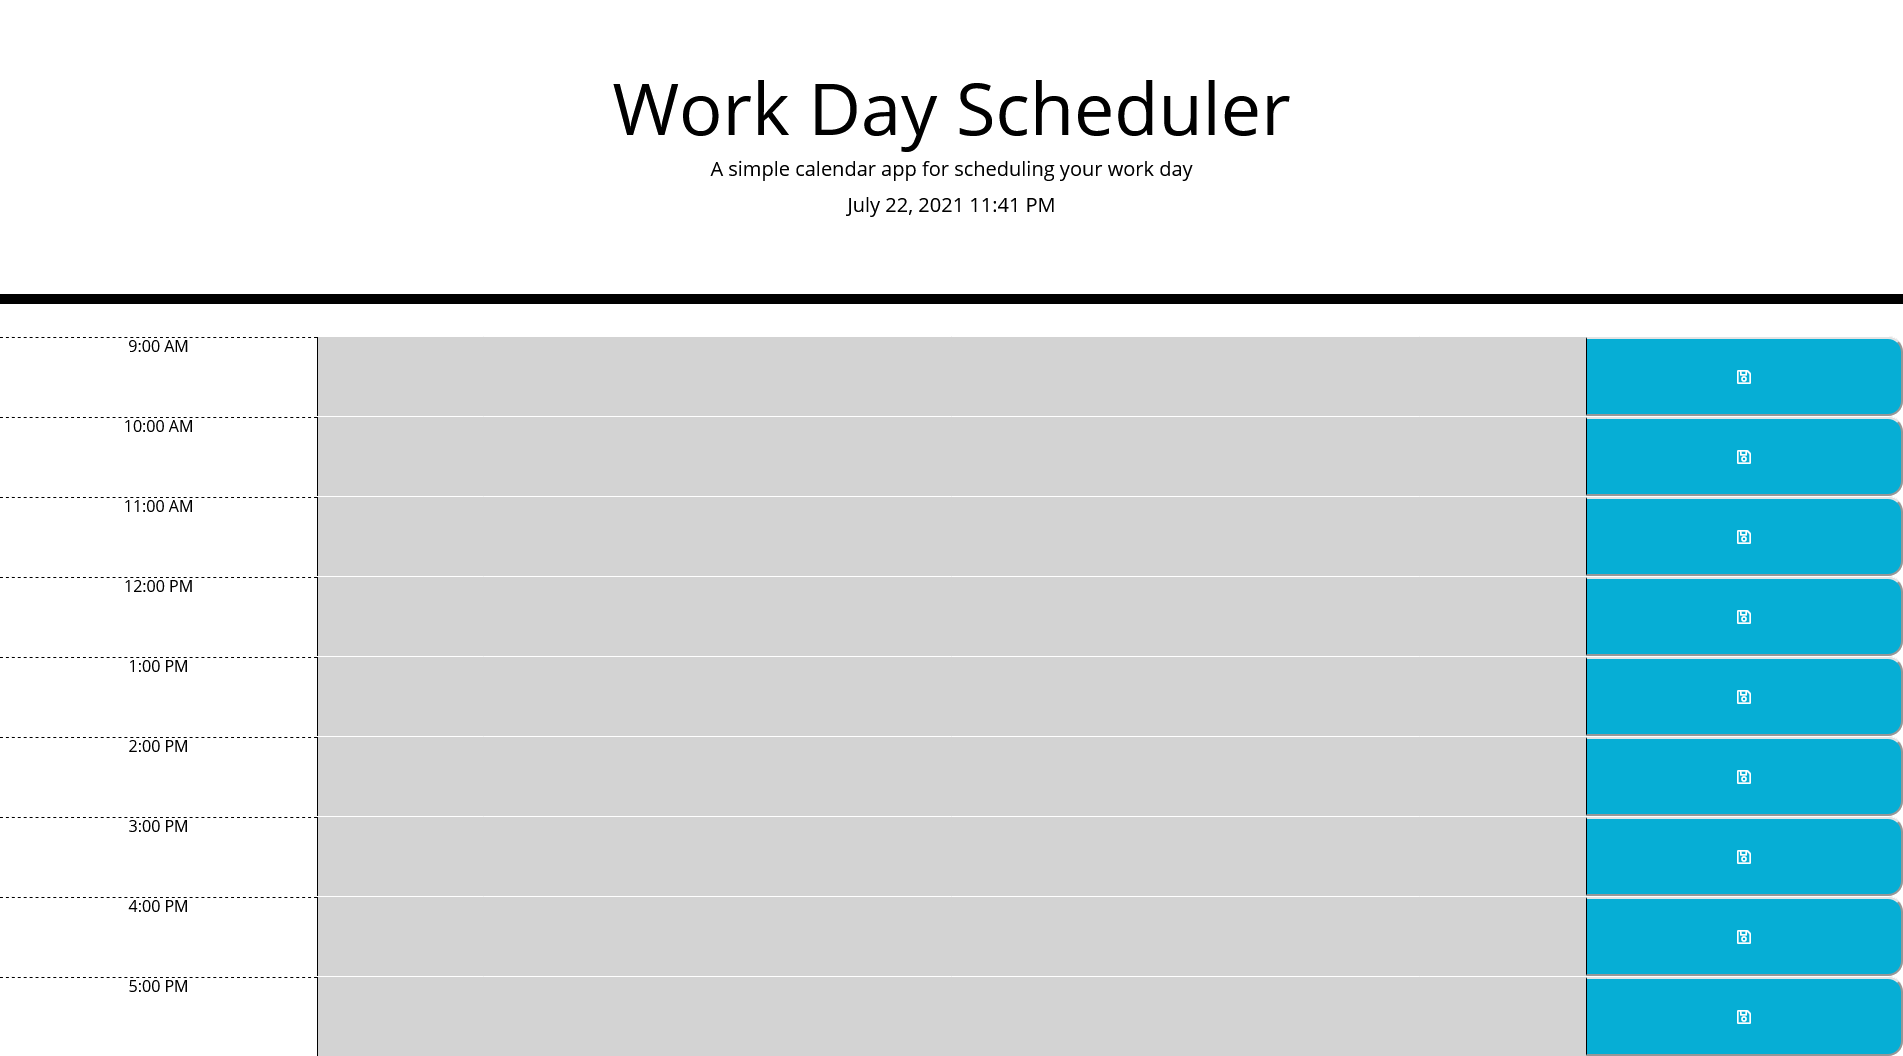 Work Day Scheduler
A simple calendar app for scheduling your work day
July 22, 2021 11:41 PM
9:00 AM
10:00 AM
11:00 AM
12:00 PM
1:00 PM
2:00 PM
3:00 PM
4:00 PM
5:00 PM